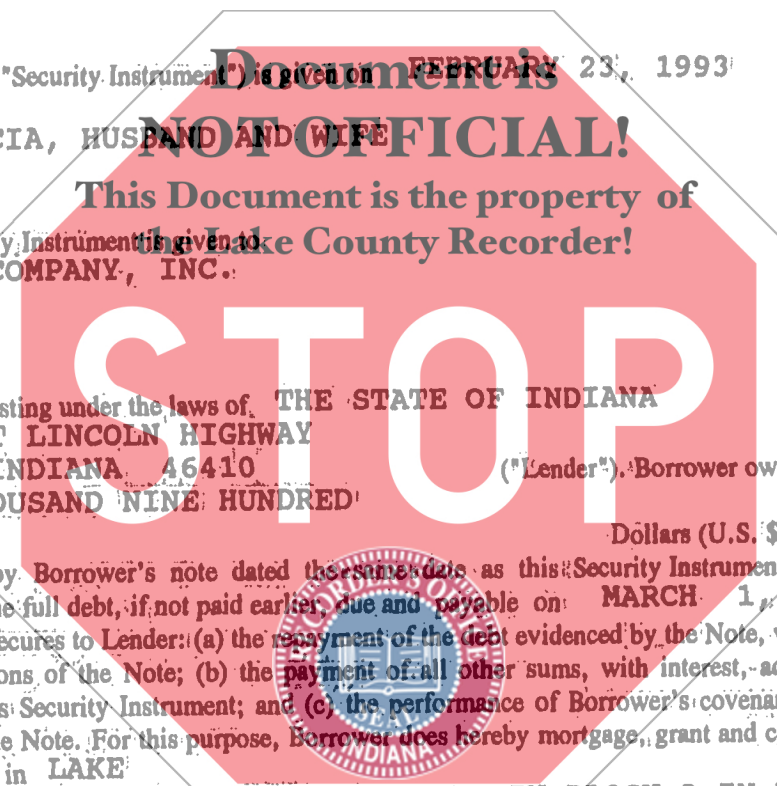 Document is
NOT OFFICIAL!
This Document is the property of
the Lake County Recorder!
STOP
"Security Instrument") is given on FEBRUARY 23, 1993
CIA, HUSBAND AND WIFE
y Instrument is given to
COMPANY, INC.
sting under the laws of THE STATE OF INDIANA
T LINCOLN HIGHWAY
INDIANA 46410 ("Lender"). Borrower ow
OUSAND NINE HUNDRED
Dollars (U.S. $
by Borrower's note dated the same date as this Security Instrumen
e full debt, if not paid earlier, due and payable on MARCH 1,
ecures to Lender: (a) the repayment of the debt evidenced by the Note,
ons of the Note; (b) the payment of all other sums, with interest, ad
s Security Instrument; and (c) the performance of Borrower's covenan
e Note. For this purpose, Borrower does hereby mortgage, grant and c
in LAKE
SEAL
INDIANA